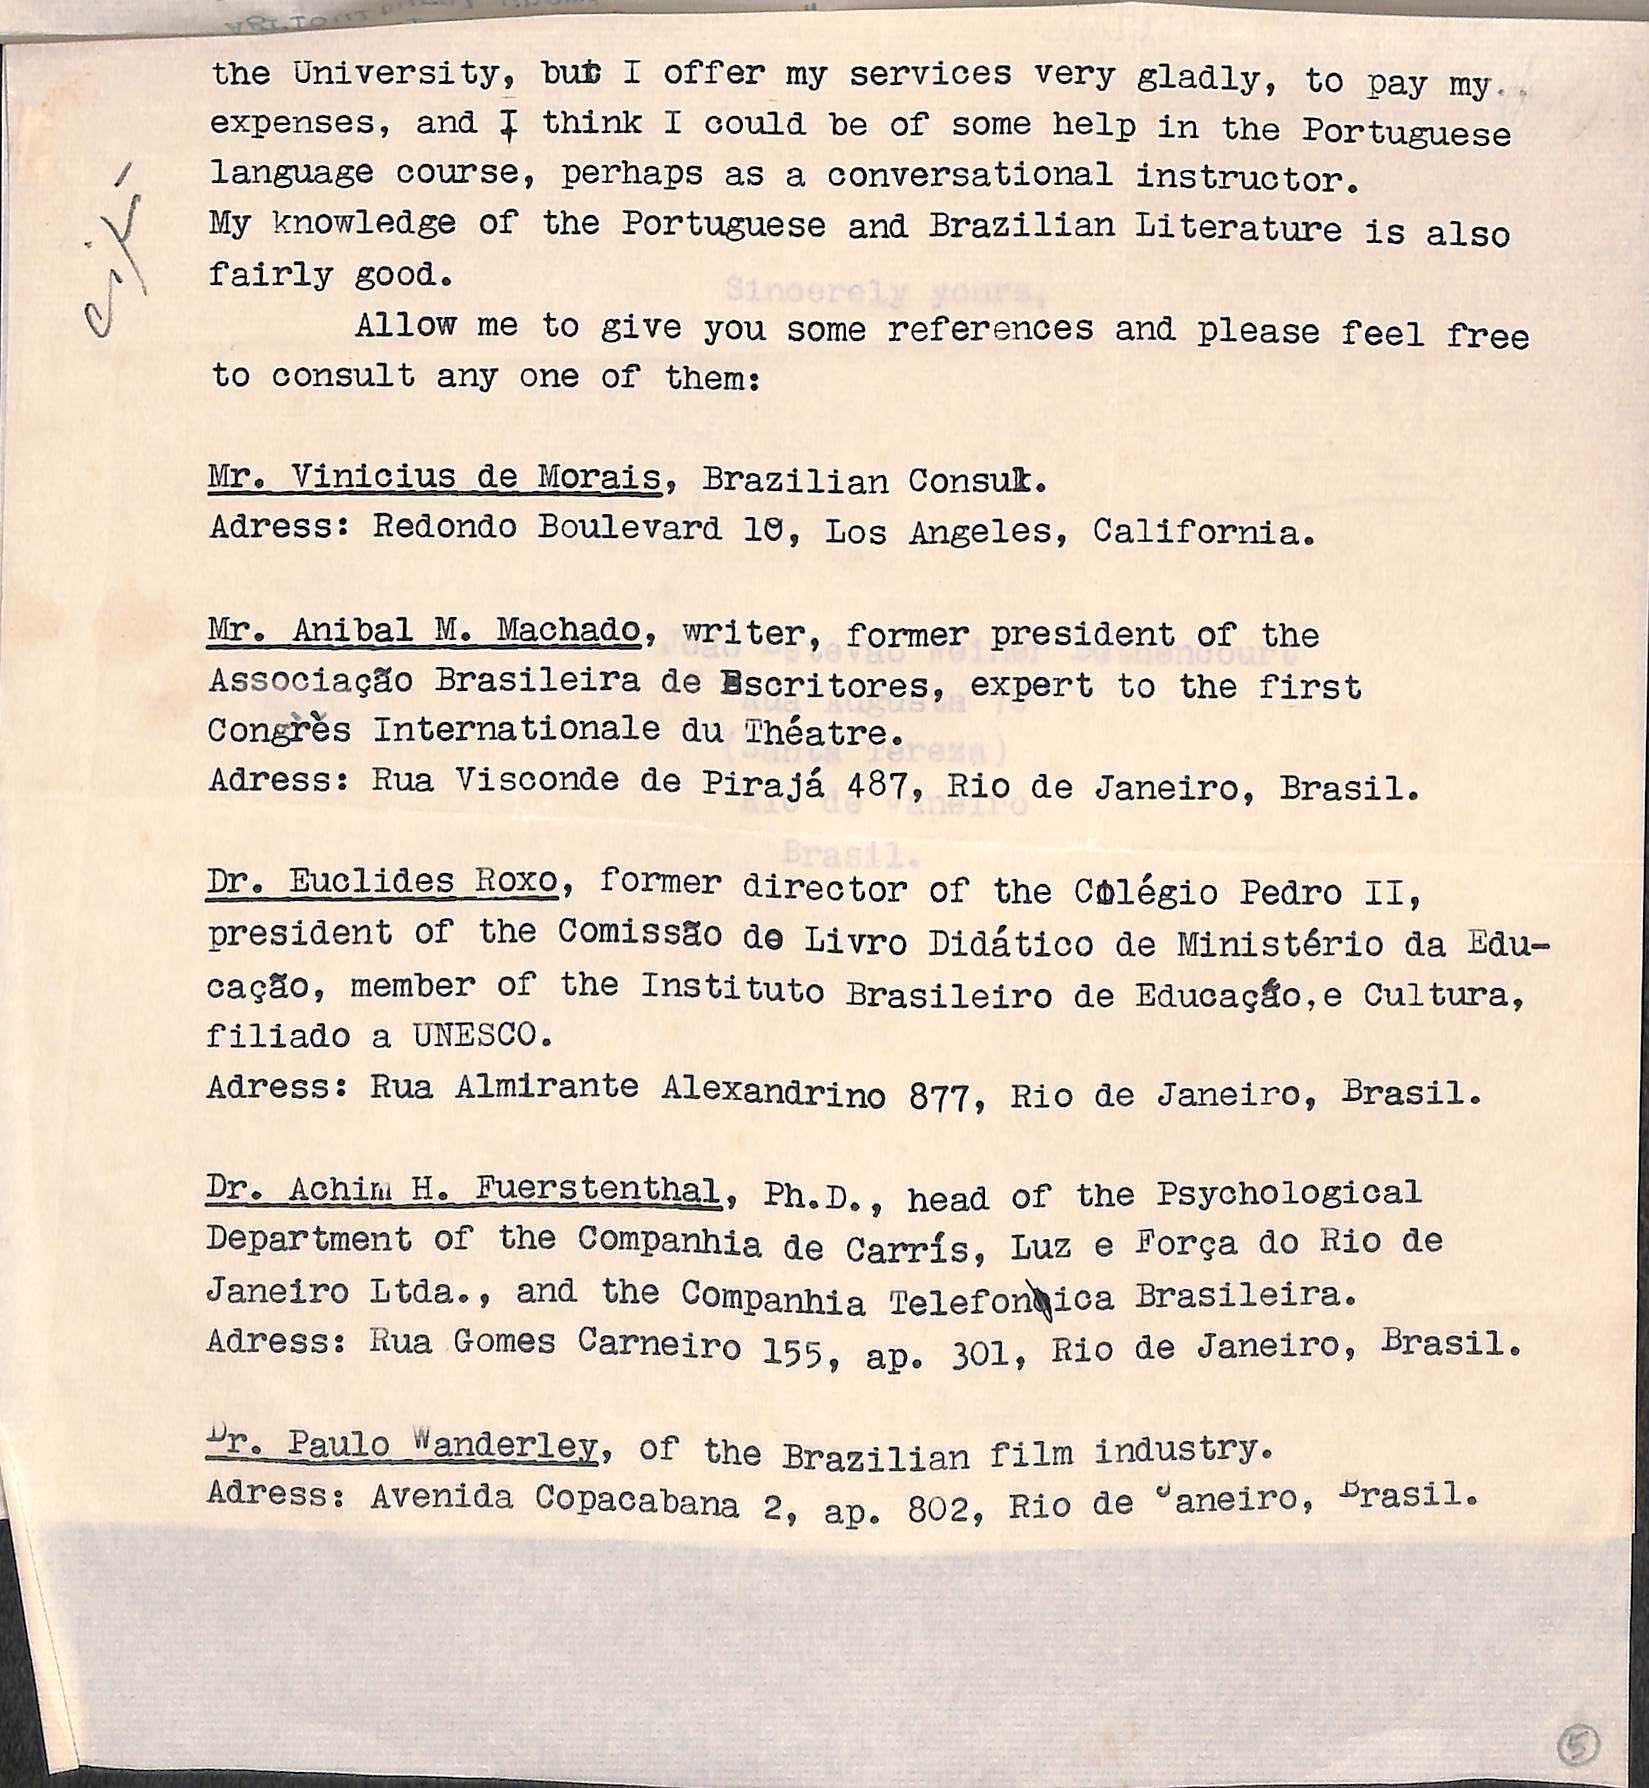 the University, but I offer my services very gladly, to pay my
expenses, and I think I could be of some help in the Portuguese
language course, perhaps as a conversational instructor.
My knowledge of the Portuguese and Brazilian Literature is also
fairly good.
Sincerely yours,
Allow me to give you some references and please feel free
to consult any one of them:
Mr. Vinicius de Morais, Brazilian Consul.
Adress: Redondo Boulevard 10, Los Angeles, California.
Mr. Anibal M. Machado, writer, former president of the
Associação Brasileira de Escritores, expert to the first
Congrès Internationale du Théatre.
Adress: Rua Visconde de Pirajá 487, Rio de Janeiro, Brasil.
Brasil.
Dr. Euclides Roxo, former director of the Colégio Pedro II,
president of the Comissão do Livro Didático de Ministério da Edu-
cação, member of the Instituto Brasileiro de Educação,e Cultura,
filiado a UNESCO.
Adress: Rua Almirante Alexandrino 877, Rio de Janeiro, Brasil.
Dr. Achim H. Fuerstenthal, Ph.D., head of the Psychological
Department of the Companhia de Carrís, Luz e Força do Rio de
Janeiro Ltda., and the Companhia Telefonica Brasileira.
Adress: Rua Gomes Carneiro 155, ap. 301, Rio de Janeiro, Brasil.
Dr. Paulo Wanderley, of the Brazilian film industry.
Adress: Avenida Copacabana 2, ap. 802, Rio de Janeiro, Brasil.
5